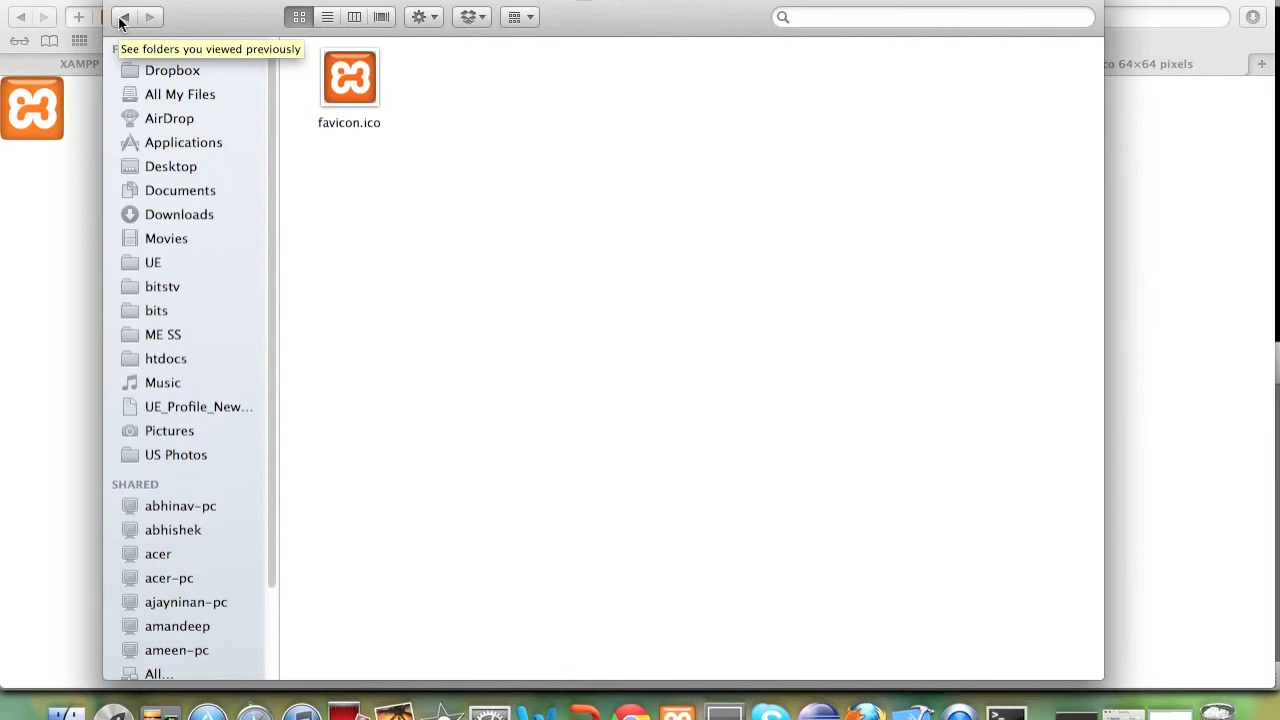 See folders you viewed previously
XAMPP
co 64×64 pixels
F
Dropbox
All My Files
AirDrop
Applications
Desktop
Documents
Downloads
Movies
UE
bitstv
bits
ME SS
htdocs
Music
UE_Profile_New...
Pictures
US Photos
SHARED
abhinav-pc
abhishek
acer
acer-pc
ajayninan-pc
amandeep
ameen-pc
All...
favicon.ico